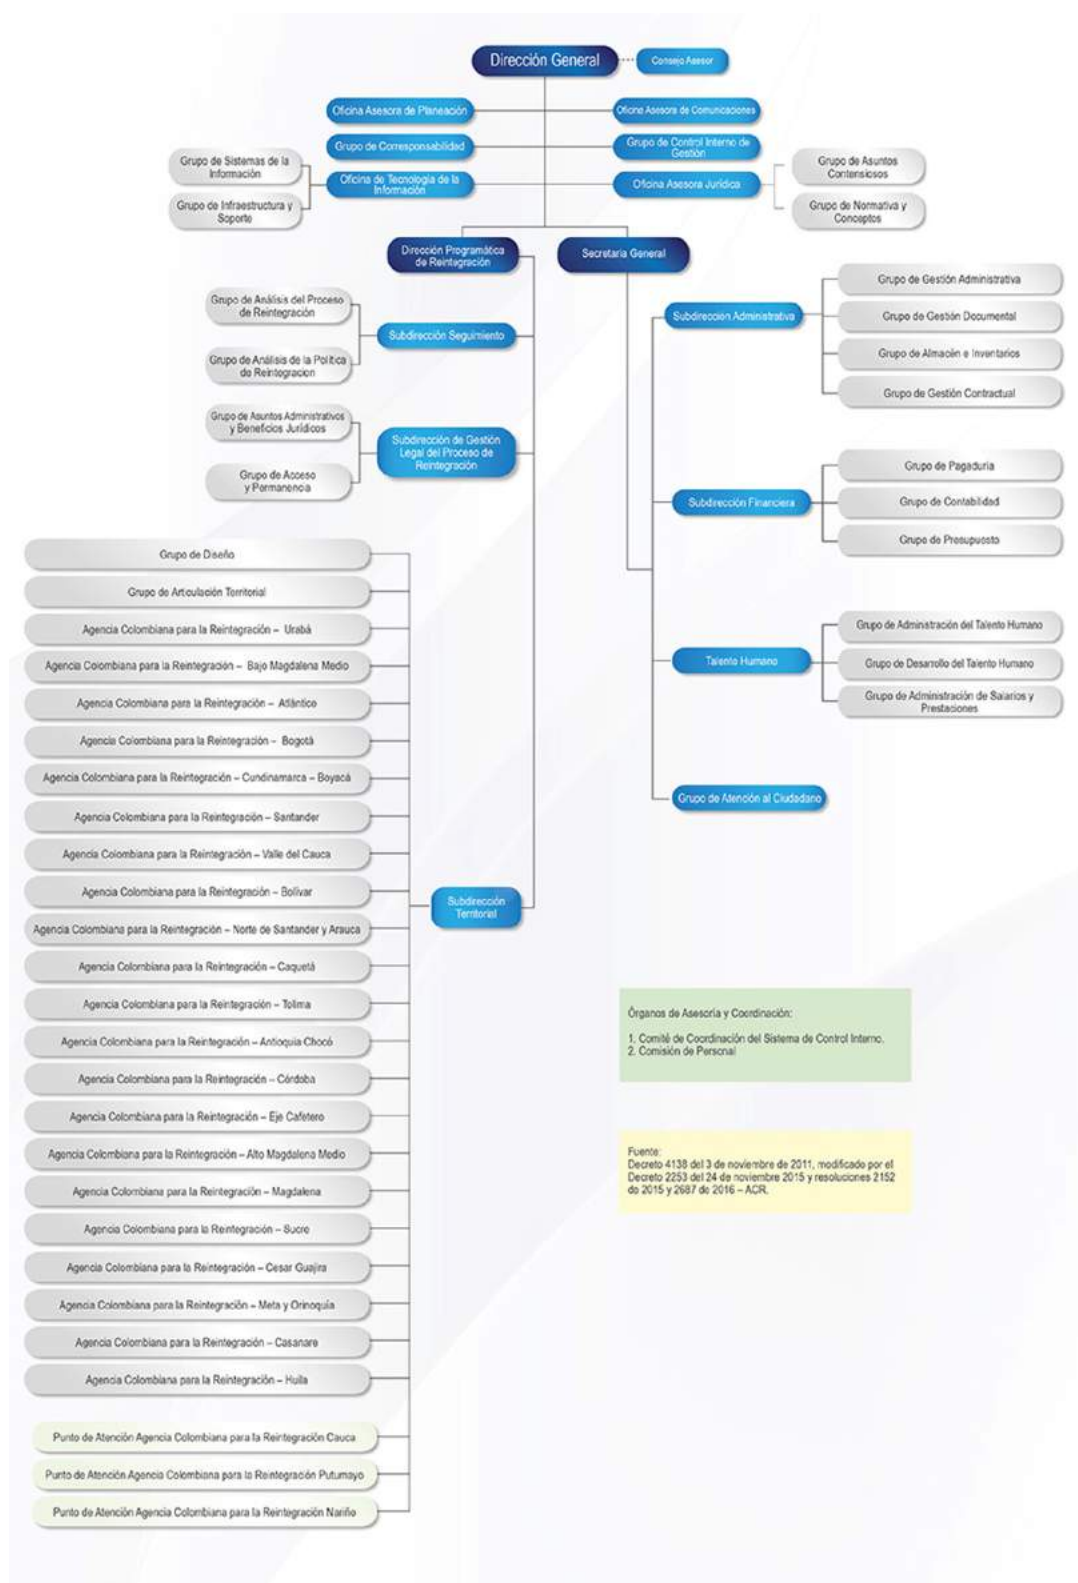 Dirección General
Consejo Asesor
Oficina Asesora de Planeación
Oficina Asesora de Comunicaciones
Grupo de Corresponsabilidad
Grupo de Control Interno de
Gestión
Grupo de Sistemas de la
Información
Oficina de Tecnología de la
Información
Grupo de Infraestructura y
Soporte
Oficina Asesora Jurídica
Grupo de Asuntos
Contensiosos
Grupo de Normativa y
Conceptos
Dirección Programática
de Reintegración
Secretaria General
Grupo de Análisis del Proceso
de Reintegración
Subdirección Seguimiento
Grupo de Análisis de la Política
de Reintegracion
Grupo de Asuntos Administrativos
y Beneficios Jurídicos
Subdirección de Gestión
Legal del Proceso de
Reintegración
Grupo de Acceso
y Permanencia
Subdirección Administrativa
Grupo de Gestión Administrativa
Grupo de Gestión Documental
Grupo de Almacén e Inventarios
Grupo de Gestión Contractual
Subdirección Financiera
Grupo de Pagaduria
Grupo de Contabilidad
Grupo de Presupuesto
Talento Humano
Grupo de Administración del Talento Humano
Grupo de Desarrollo del Talento Humano
Grupo de Administración de Salarios y
Prestaciones
Grupo de Atención al Ciudadano
Grupo de Diseño
Grupo de Articulación Territorial
Agencia Colombiana para la Reintegración – Urabá
Agencia Colombiana para la Reintegración – Bajo Magdalena Medio
Agencia Colombiana para la Reintegración – Atlántico
Agencia Colombiana para la Reintegración – Bogotá
Agencia Colombiana para la Reintegración – Cundinamarca – Boyacá
Agencia Colombiana para la Reintegración – Santander
Agencia Colombiana para la Reintegración – Valle del Cauca
Agencia Colombiana para la Reintegración – Bolívar
Agencia Colombiana para la Reintegración – Norte de Santander y Arauca
Agencia Colombiana para la Reintegración – Caquetá
Agencia Colombiana para la Reintegración – Tolima
Agencia Colombiana para la Reintegración – Antioquia Chocó
Agencia Colombiana para la Reintegración – Córdoba
Agencia Colombiana para la Reintegración – Eje Cafetero
Agencia Colombiana para la Reintegración – Alto Magdalena Medio
Agencia Colombiana para la Reintegración – Magdalena
Agencia Colombiana para la Reintegración – Sucre
Agencia Colombiana para la Reintegración – Cesar Guajira
Agencia Colombiana para la Reintegración – Meta y Orinoquía
Agencia Colombiana para la Reintegración – Casanare
Agencia Colombiana para la Reintegración – Huila
Punto de Atención Agencia Colombiana para la Reintegración Cauca
Punto de Atención Agencia Colombiana para la Reintegración Putumayo
Punto de Atención Agencia Colombiana para la Reintegración Nariño
Subdirección
Territorial
Órganos de Asesoría y Coordinación:
1. Comité de Coordinación del Sistema de Control Interno.
2. Comisión de Personal
Fuente:
Decreto 4138 del 3 de noviembre de 2011, modificado por el
Decreto 2253 del 24 de noviembre 2015 y resoluciones 2152
de 2015 y 2687 de 2016 – ACR.